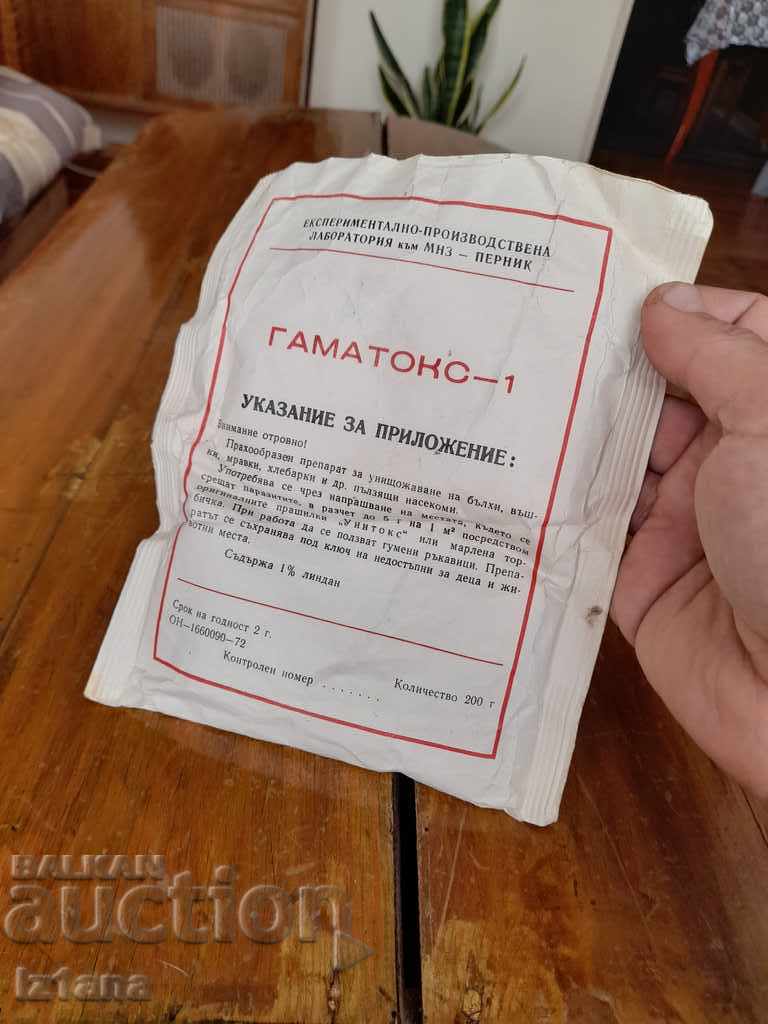 ЕКСПЕРИМЕНТАЛНО-ПРОИЗВОДСТВЕНА
ЛАБОРАТОРИЯ към МНЗ — ПЕРНИК
ГАМАТОКС—1
УКАЗАНИЕ ЗА ПРИЛОЖЕНИЕ:
Внимание отровно!
Прахообразен препарат за унищожаване на бълхи, въш-
ки, мравки, хлебарки и др. пълзящи насекоми.
Употребява се чрез напрашване на местата, където се
срещат паразитите, в разчет до 6 г на 1 м² посредством
оригиналните прашилки „УНИТОКС" или марлена тор-
бичка. При работа да се ползват гумени ръкавици. Препа-
ратът се съхранява под ключ на недостъпни за деца и жи-
вотни места.
Съдържа 1% линдан
Срок на годност 2 г.
ОН—1660090—72
Контролен номер . . . . . . .
Количество 200 г
BALKAN
auction
Iz1ana